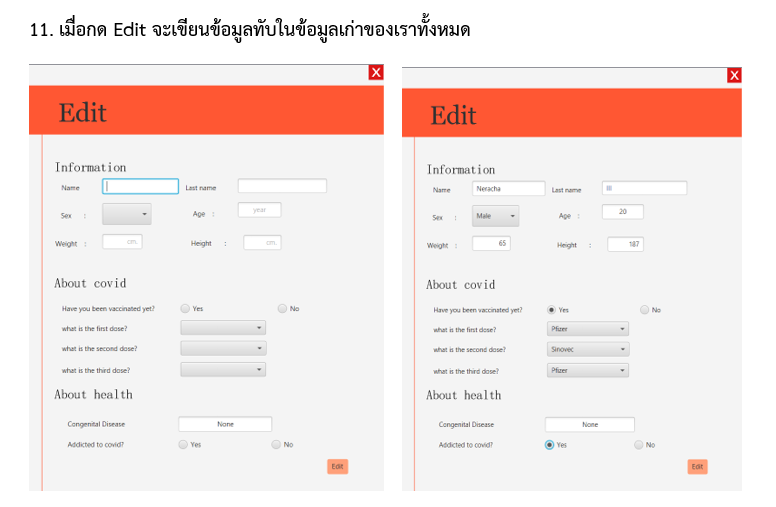 11. เมื่อกด Edit จะเขียนข้อมูลทับในข้อมูลเก่าของเราทั้งหมด
X
Edit
Information
Name Last name
Sex : Age : year
Weight : cm. Height : cm.
About covid
Have you been vaccinated yet? Yes No
what is the first dose?
what is the second dose?
what is the third dose?
About health
Congenital Disease None
Addicted to covid? Yes No
Edit
X
Edit
Information
Name Neracha Last name
Sex : Male Age : 20
Weight : 65 Height : 187
About covid
Have you been vaccinated yet? Yes No
what is the first dose? Pfizer
what is the second dose? Sinovec
what is the third dose? Pfizer
About health
Congenital Disease None
Addicted to covid? Yes No
Edit